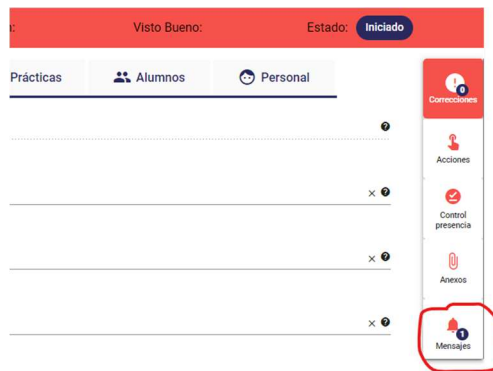 Visto Bueno: Estado: Iniciado
Prácticas Alumnos Personal
0
Correcciones
Acciones
Control
presencia
Anexos
1
Mensajes